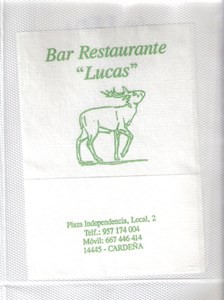 Bar Restaurante
"Lucas"
Plaza Independencia, Local, 2
Telf.: 957 174 004
Móvil: 667 446 414
14445 - CARDEÑA